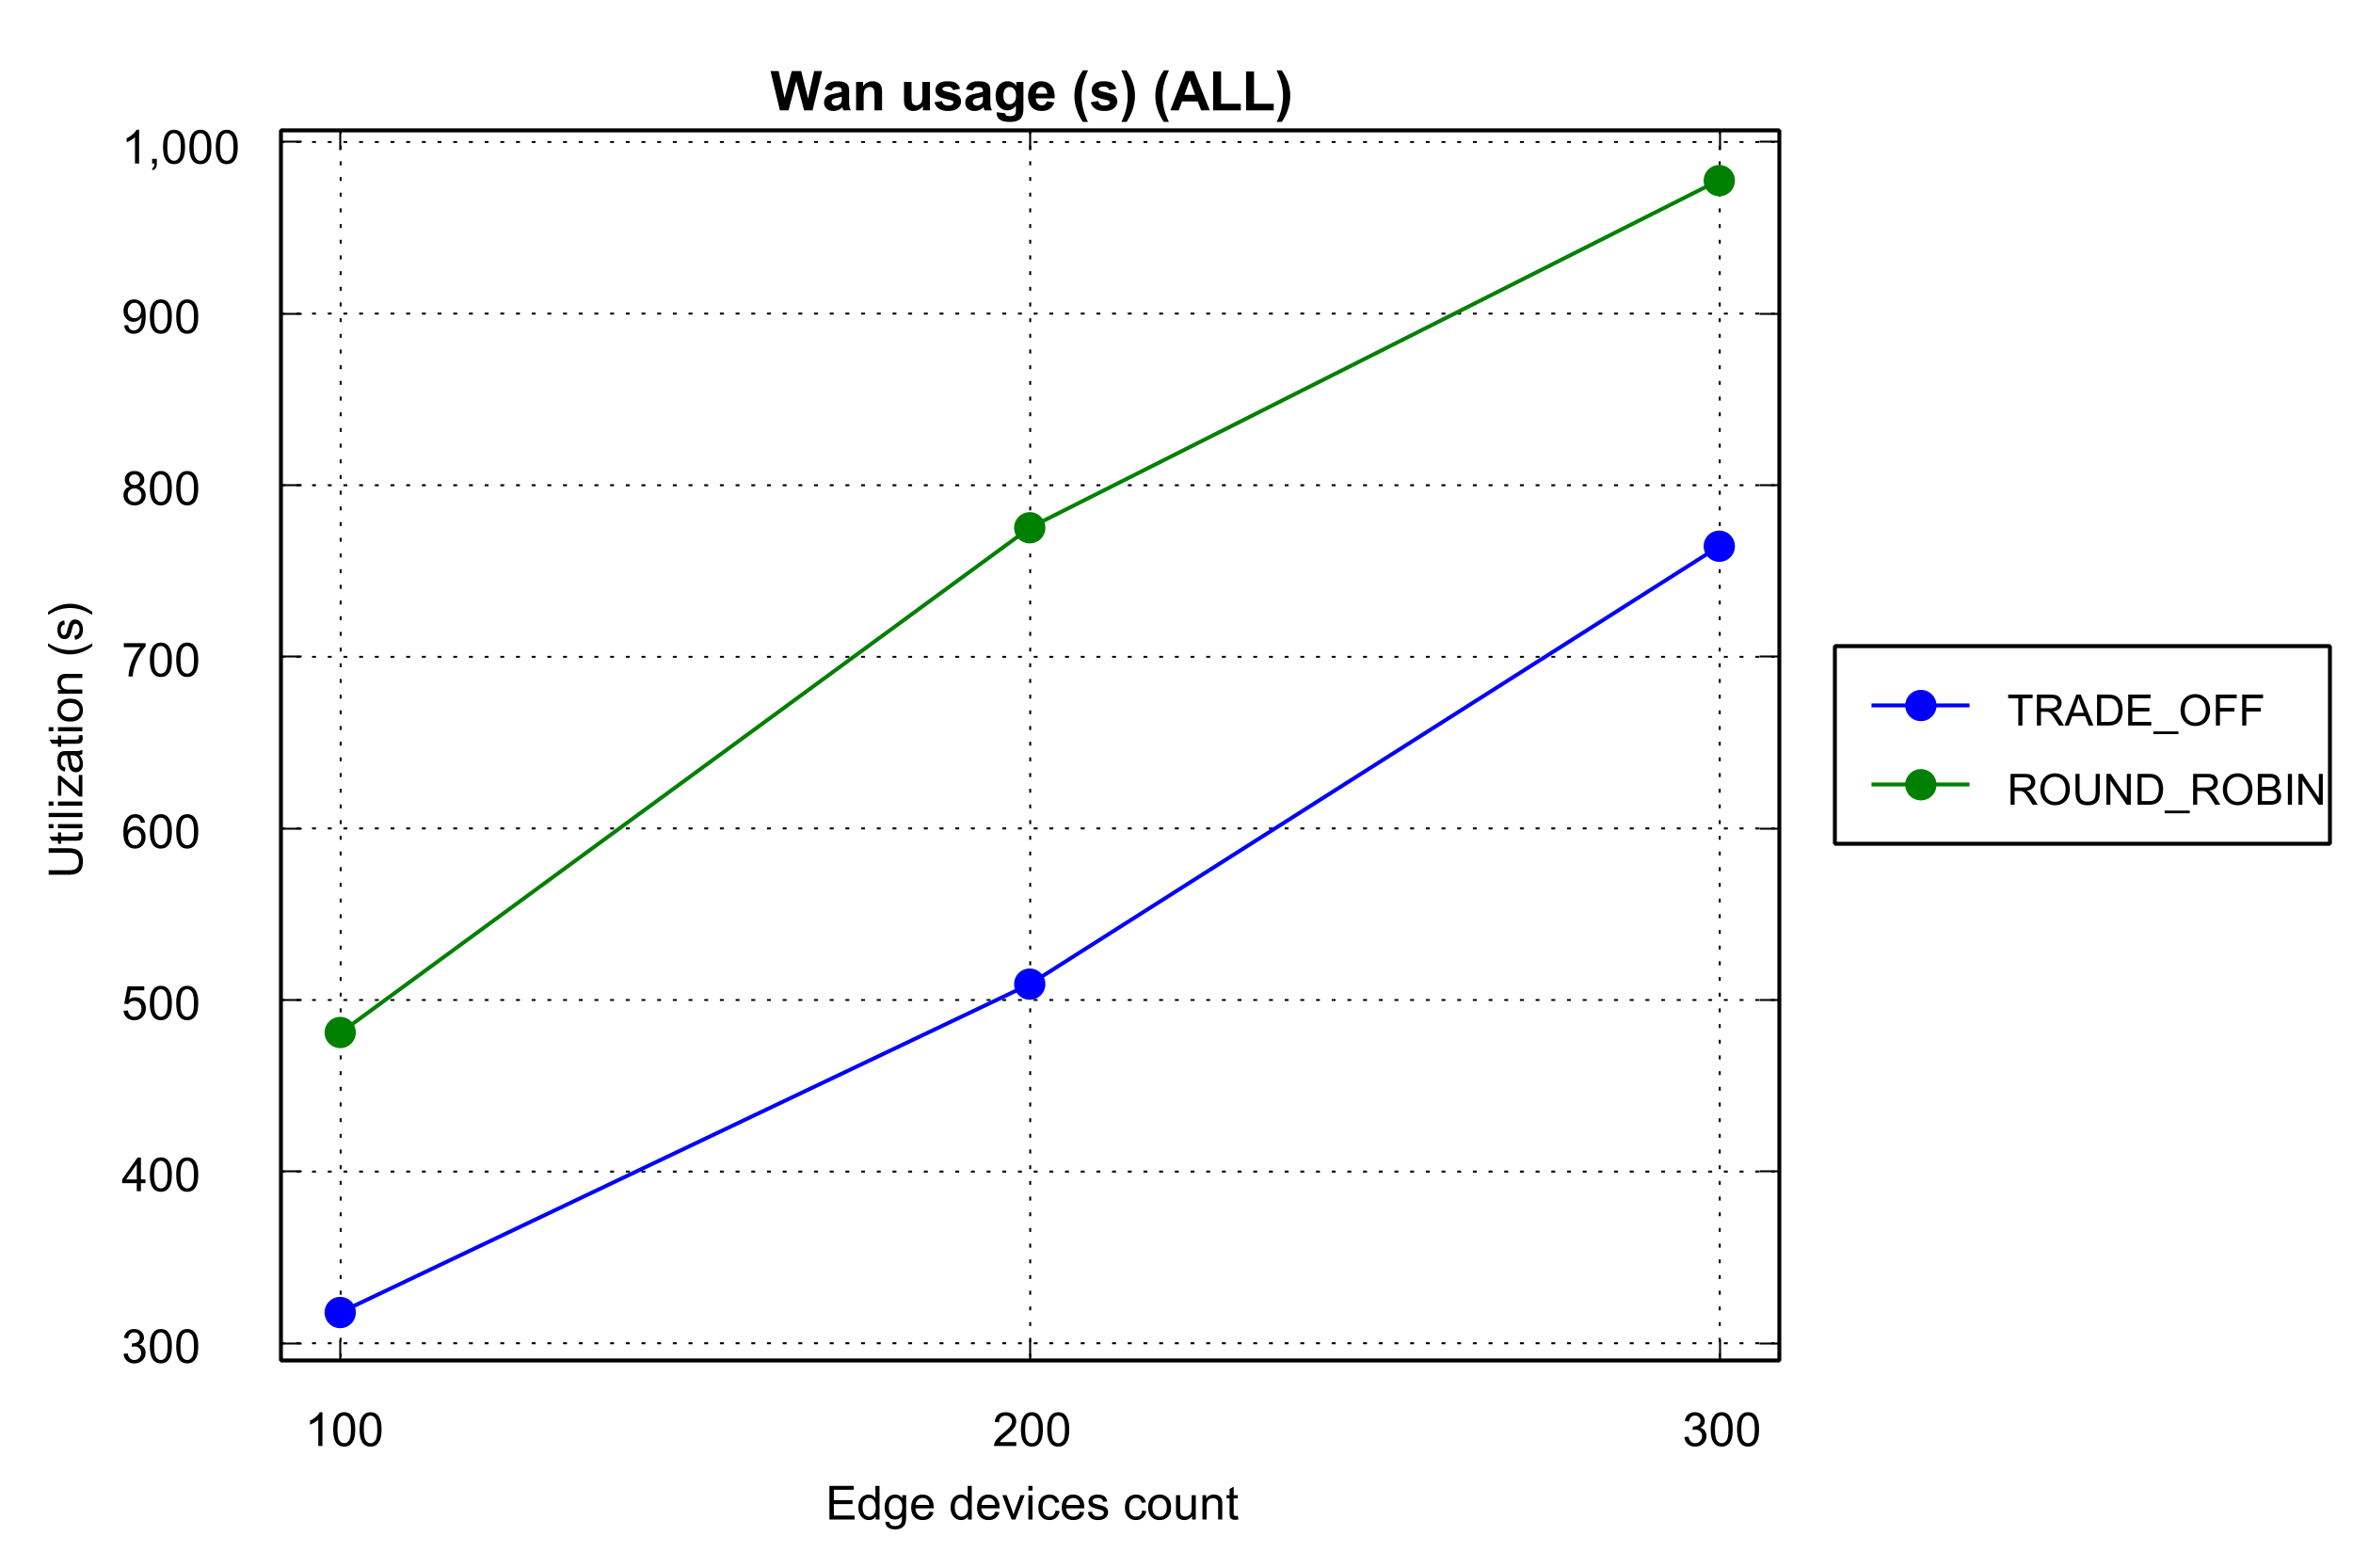 Wan usage (s) (ALL)
1,000
900
800
700
600
500
400
300
Utilization (s)
100 200 300
Edge devices count
TRADE_OFF
ROUND_ROBIN